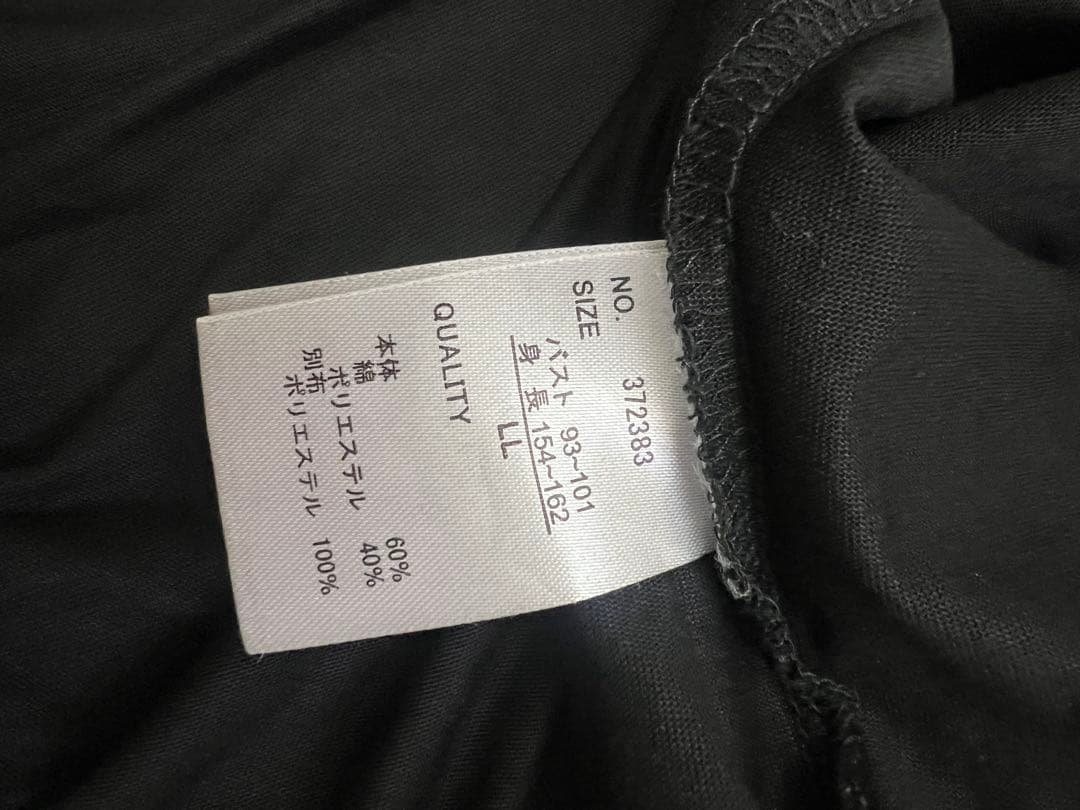 NO. 372383
SIZE
バスト 93~101
身 長 154~162
LL
QUALITY
本体
綿 60%
ポリエステル 40%
別布
ポリエステル 100%